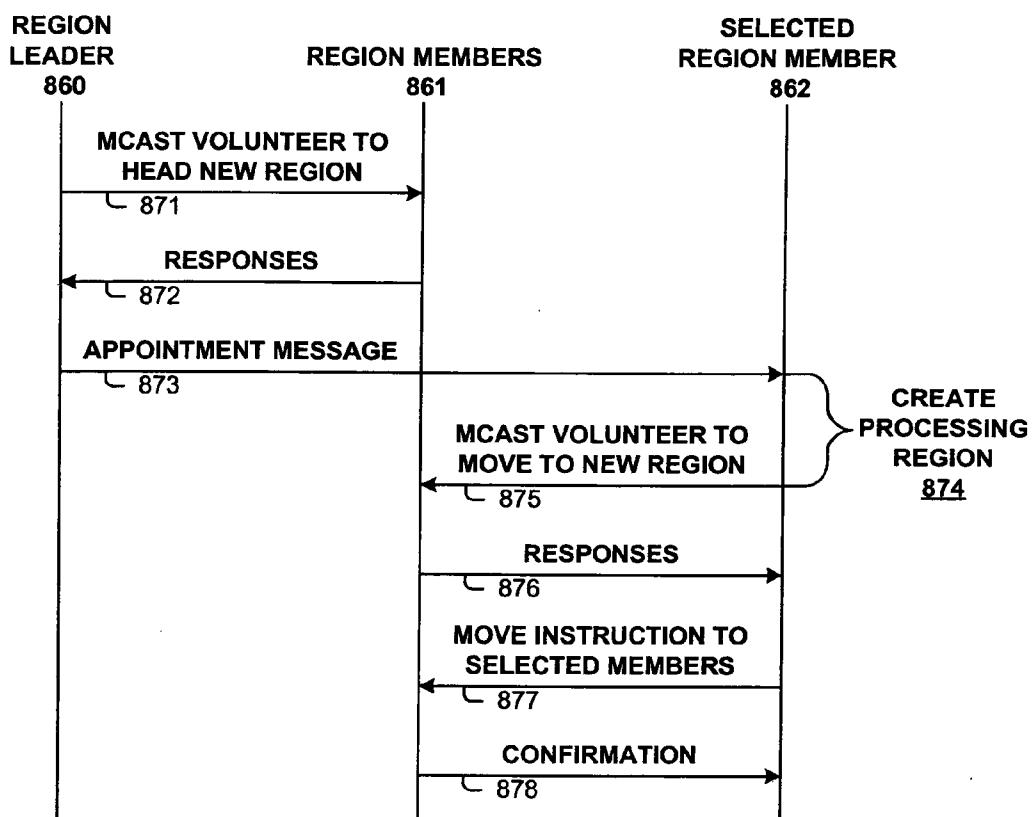 REGION
LEADER
860
REGION MEMBERS
861
SELECTED
REGION MEMBER
862
MCAST VOLUNTEER TO
HEAD NEW REGION
871
RESPONSES
872
APPOINTMENT MESSAGE
873
CREATE
PROCESSING
REGION
874
MCAST VOLUNTEER TO
MOVE TO NEW REGION
875
RESPONSES
876
MOVE INSTRUCTION TO
SELECTED MEMBERS
877
CONFIRMATION
878